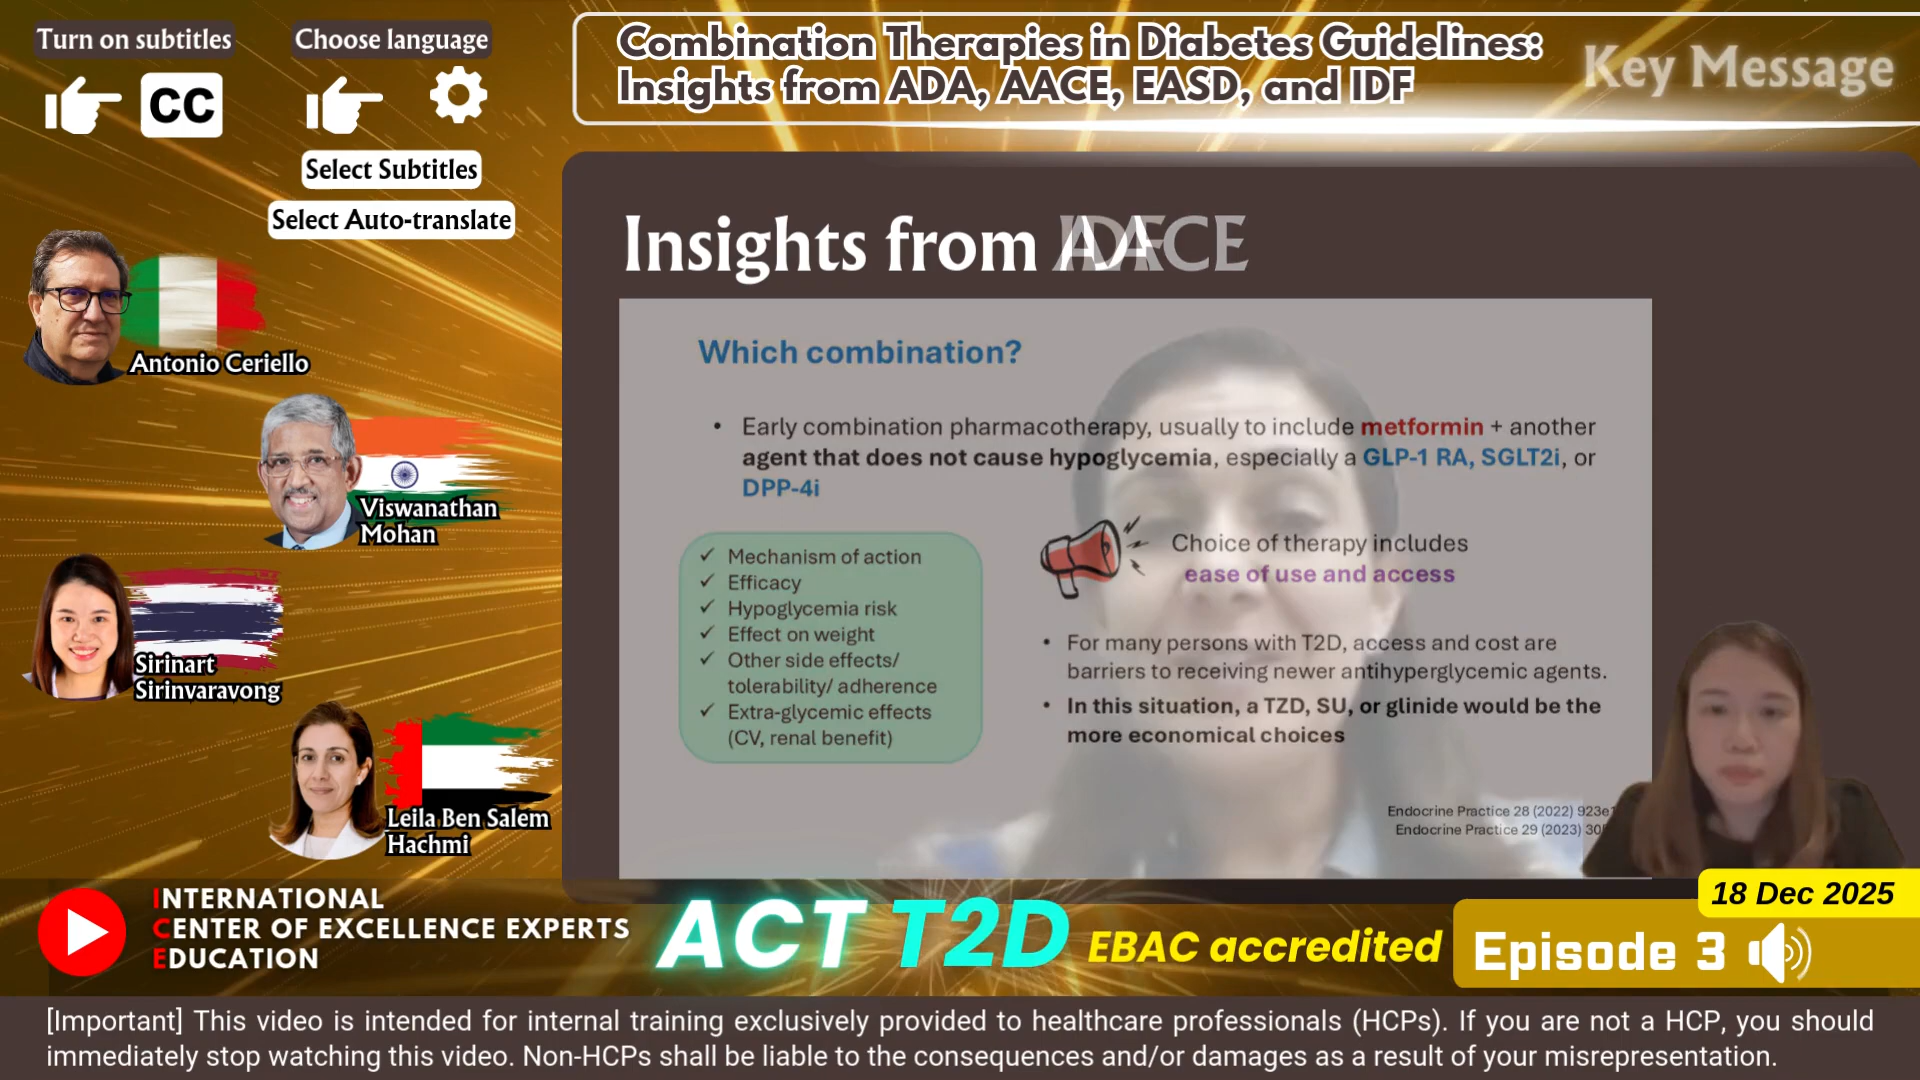 Turn on subtitles
Choose language
CC
Select Subtitles
Select Auto-translate
Combination Therapies in Diabetes Guidelines:
Insights from ADA, AACE, EASD, and IDF
Key Message
Antonio Ceriello
Viswanathan
Mohan
Sirinart
Sirinvaravong
Leila Ben Salem
Hachmi
Insights from
Which combination?
• Early combination pharmacotherapy, usually to include metformin + another
agent that does not cause hypoglycemia, especially a GLP-1 RA, SGLT2i, or
DPP-4i
✓ Mechanism of action
✓ Efficacy
✓ Hypoglycemia risk
✓ Effect on weight
✓ Other side effects/
tolerability/ adherence
✓ Extra-glycemic effects
(CV, renal benefit)
Choice of therapy includes
ease of use and access
• For many persons with T2D, access and cost are
barriers to receiving newer antihyperglycemic agents.
• In this situation, a TZD, SU, or glinide would be the
more economical choices
Endocrine Practice 28 (2022)
Endocrine Practice 29 (2023)
INTERNATIONAL
CENTER OF EXCELLENCE EXPERTS
EDUCATION
ACT T2D
EBAC accredited
18 Dec 2025
Episode 3
[Important] This video is intended for internal training exclusively provided to healthcare professionals (HCPs). If you are not a HCP, you should
immediately stop watching this video. Non-HCPs shall be liable to the consequences and/or damages as a result of your misrepresentation.